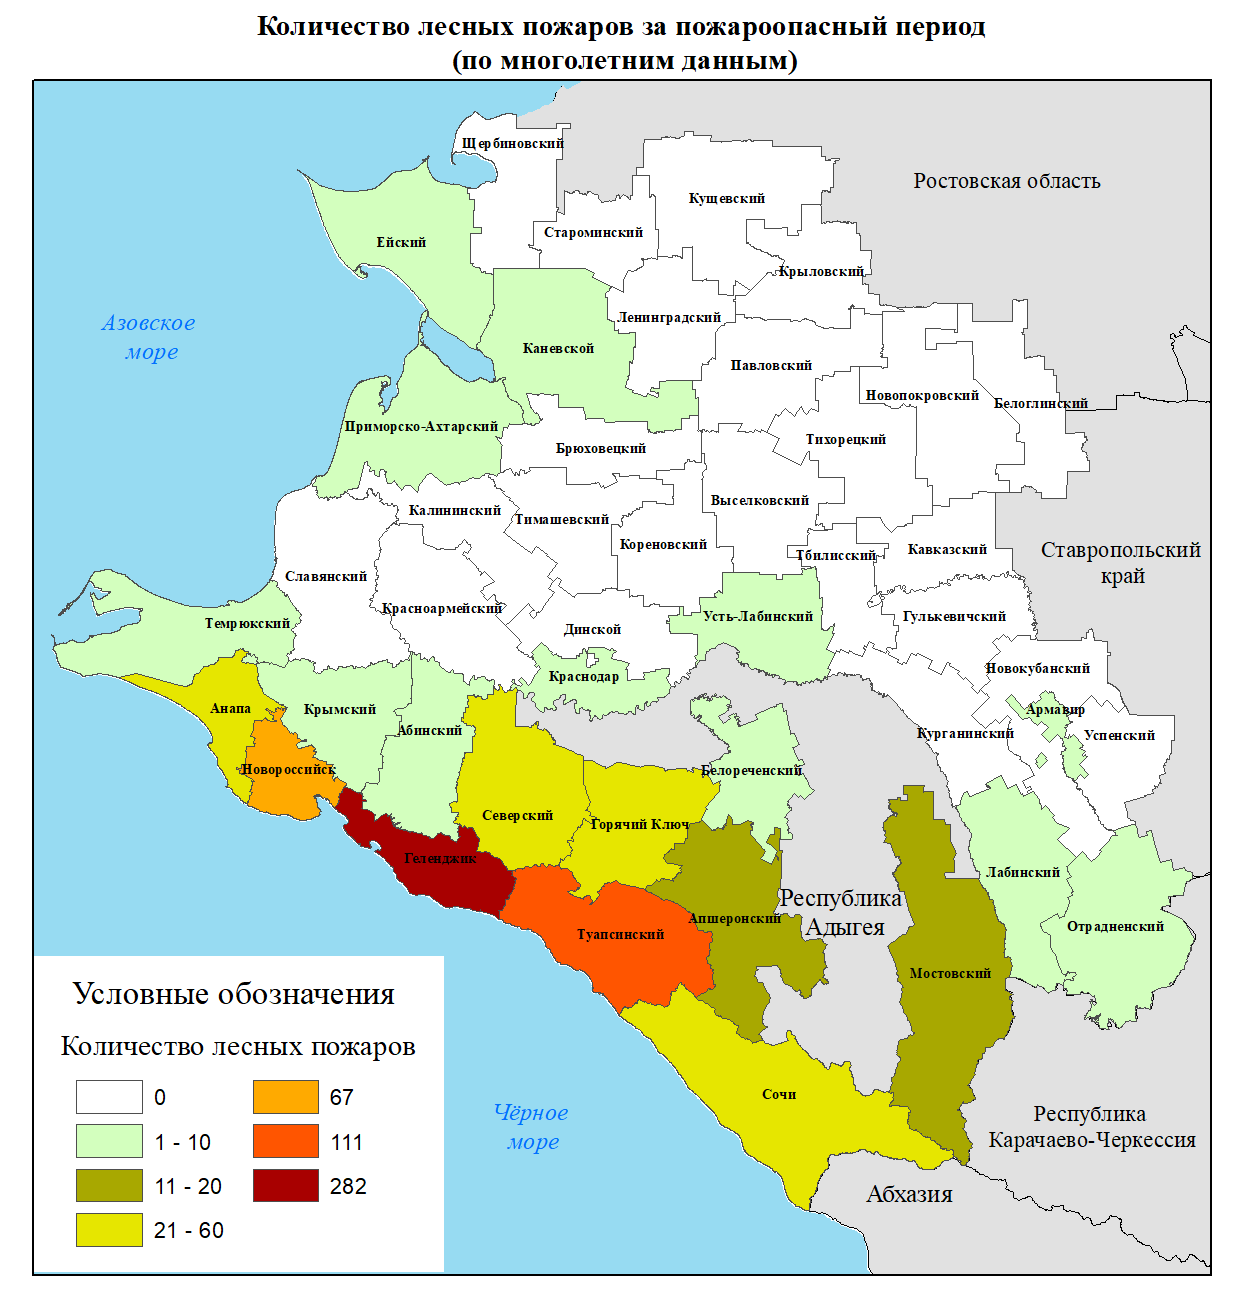 Количество лесных пожаров за пожароопасный период
(по многолетним данным)
Щербиновский
Ростовская область
Кущевский
Староминский
Ейский
Крыловский
Ленинградский
Азовское
море
Каневской
Павловский
Новопокровский
Белоглинский
Приморско-Ахтарский
Тихорецкий
Брюховецкий
Выселковский
Калининский
Тимашевский
Кореновский
Тбилисский
Кавказский
Ставропольский
край
Славянский
Красноармейский
Темрюкский
Динской
Усть-Лабинский
Гулькевичский
Новокубанский
Краснодар
Анапа
Крымский
Абинский
Армавир
Курганинский
Успенский
Новороссийск
Белореченский
Северский
Горячий Ключ
Геленджик
Лабинский
Республика
Адыгея
Апшеронский
Отрадненский
Туапсинский
Мостовский
Сочи
Чёрное
море
Республика
Карачаево-Черкессия
Абхазия
Условные обозначения
Количество лесных пожаров
0
1 - 10
11 - 20
21 - 60
67
111
282